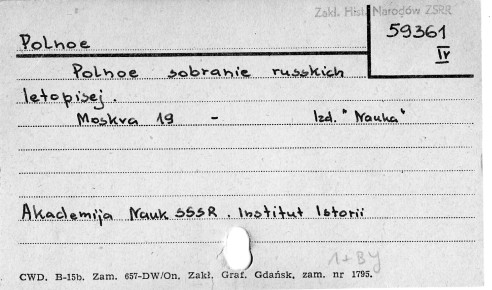 Zakł. Hist. Narodów ZSRR
59361
IV
Polnoe
Polnoe sobranie russkich
letopisej.
Moskva 19 - Izd. "Nauka"
Akademija Nauk SSSR. Institut Istorii
1+BY
CWD. B-15b. Zam. 657-DW/On. Zakł. Graf. Gdańsk, zam. nr 1795.